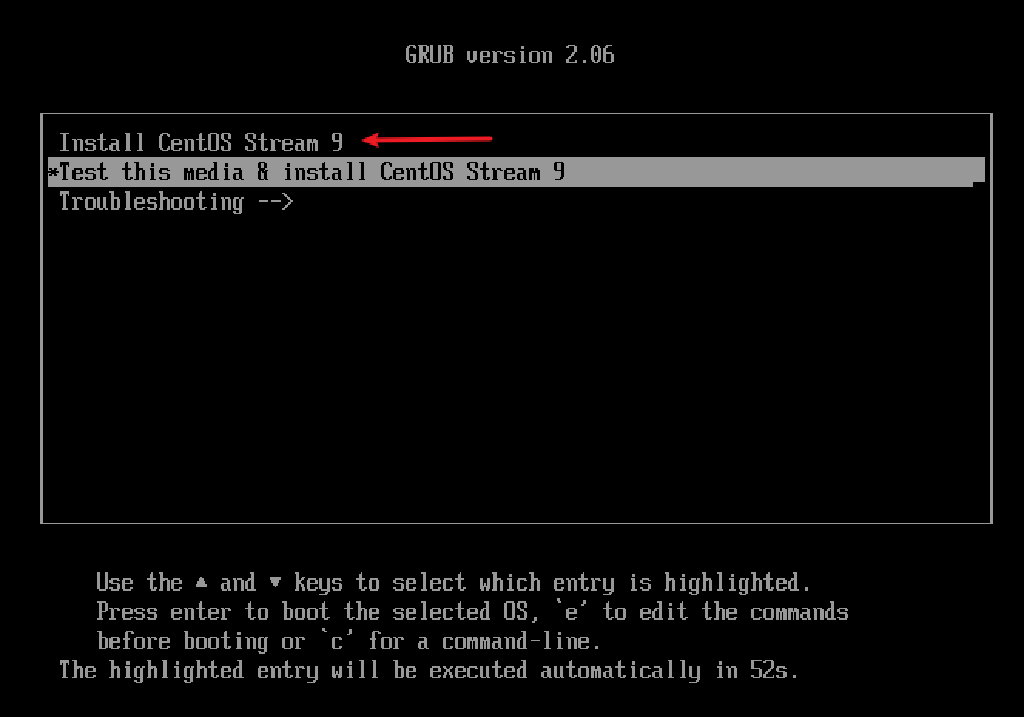 GRUB version 2.06
Install CentOS Stream 9
*Test this media & install CentOS Stream 9
Troubleshooting -->
Use the ▲ and ▼ keys to select which entry is highlighted.
Press enter to boot the selected OS, `e' to edit the commands
before booting or `c' for a command-line.
The highlighted entry will be executed automatically in 52s.